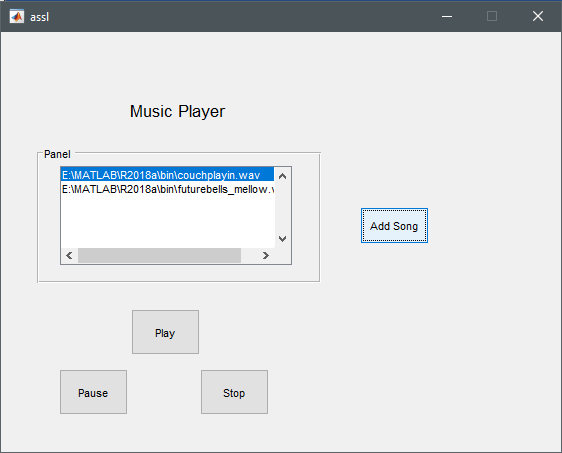 assl
Music Player
Panel
E:\MATLAB\R2018a\bin\couchplayin.wav
E:\MATLAB\R2018a\bin\futurebells_mellow.v
Add Song
Play
Pause
Stop